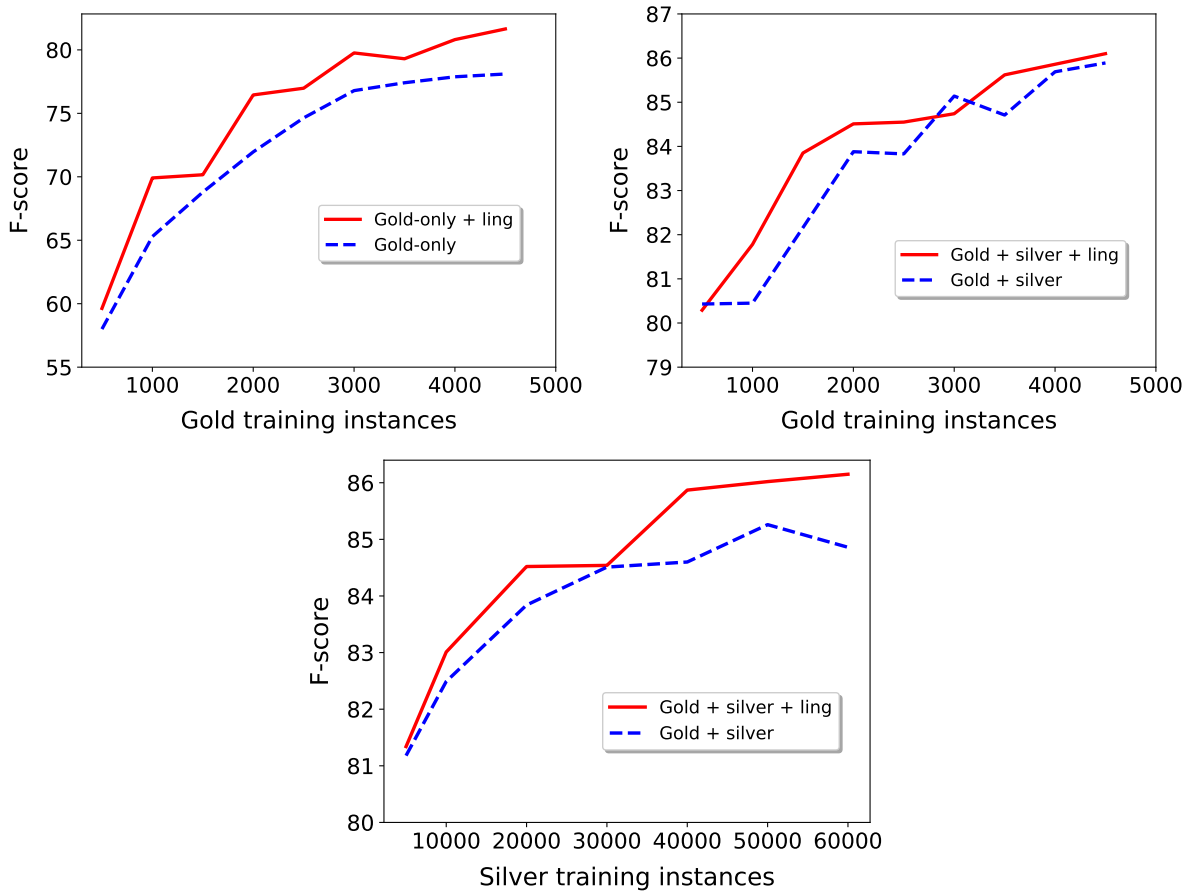 F-score
80
75
70
65
60
55
Gold-only + ling
Gold-only
1000 2000 3000 4000 5000
Gold training instances
F-score
87
86
85
84
83
82
81
80
79
Gold + silver + ling
Gold + silver
1000 2000 3000 4000 5000
Gold training instances
F-score
86
85
84
83
82
81
80
Gold + silver + ling
Gold + silver
10000 20000 30000 40000 50000 60000
Silver training instances